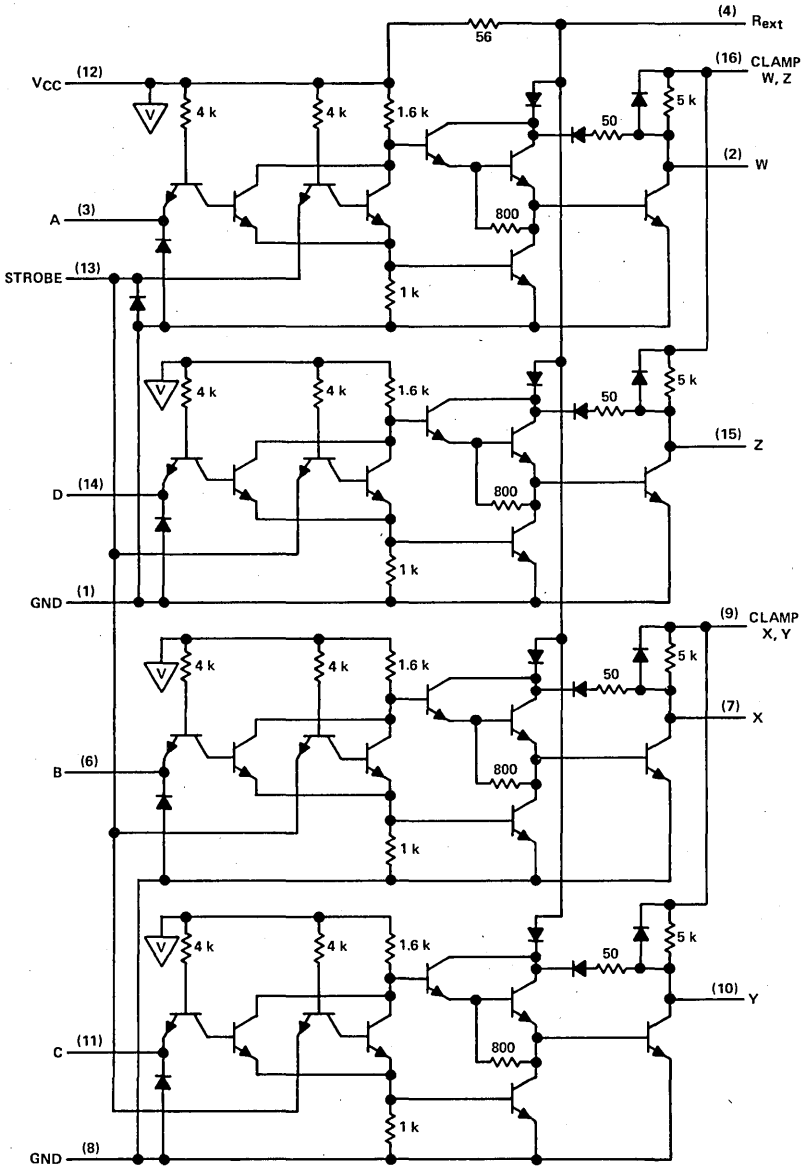 (4) Rext
56
VCC (12)
(16) CLAMP
W, Z
V
4 k
4 k
1.6 k
50
5 k
(2) W
A (3)
800
STROBE (13)
1 k
V
4 k
4 k
1.6 k
50
5 k
(15) Z
D (14)
800
1 k
GND (1)
(9) CLAMP
X, Y
V
4 k
4 k
1.6 k
50
5 k
(7) X
B (6)
800
1 k
V
4 k
4 k
1.6 k
50
5 k
(10) Y
C (11)
800
1 k
GND (8)